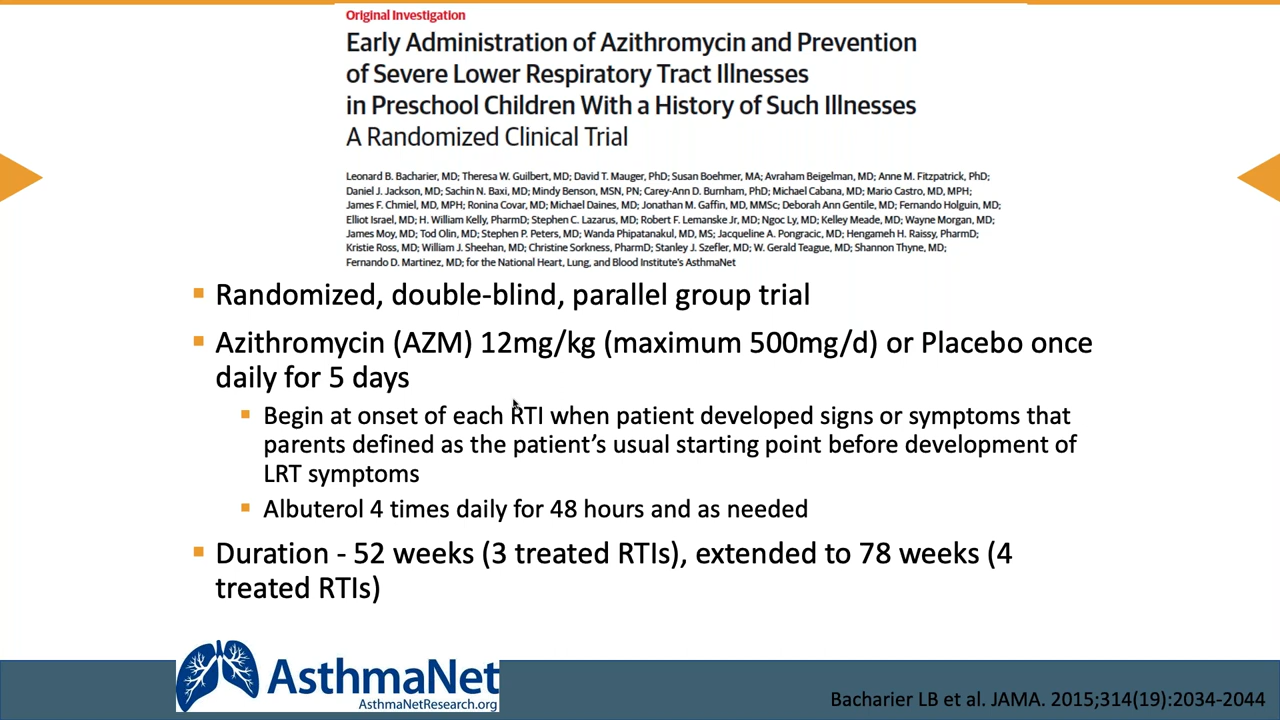 Original Investigation
Early Administration of Azithromycin and Prevention
of Severe Lower Respiratory Tract Illnesses
in Preschool Children With a History of Such Illnesses
A Randomized Clinical Trial
Leonard B. Bacharier, MD; Theresa W. Guilbert, MD; David T. Mauger, PhD; Susan Boehmer, MA; Avraham Beigelman, MD; Anne M. Fitzpatrick, PhD;
Daniel J. Jackson, MD; Sachin N. Baxi, MD; Mindy Benson, MSN, PN; Carey-Ann D. Burnham, PhD; Michael Cabana, MD; Mario Castro, MD, MPH;
James F. Chmiel, MD, MPH; Ronina Covar, MD; Michael Daines, MD; Jonathan M. Gaffin, MD, MMSc; Deborah Ann Gentile, MD; Fernando Holguin, MD;
Elliot Israel, MD; H. William Kelly, PharmD; Stephen C. Lazarus, MD; Robert F. Lemanske Jr, MD; Ngoc Ly, MD; Kelley Meade, MD; Wayne Morgan, MD;
James Moy, MD; Tod Olin, MD; Stephen P. Peters, MD; Wanda Phipatanakul, MD, MS; Jacqueline A. Pongracic, MD; Hengameh H. Raissy, PharmD;
Kristie Ross, MD; William J. Sheehan, MD; Christine Sorkness, PharmD; Stanley J. Szefler, MD; W. Gerald Teague, MD; Shannon Thyne, MD;
Fernando D. Martinez, MD; for the National Heart, Lung, and Blood Institute's AsthmaNet
Randomized, double-blind, parallel group trial
Azithromycin (AZM) 12mg/kg (maximum 500mg/d) or Placebo once
daily for 5 days
Begin at onset of each RTI when patient developed signs or symptoms that
parents defined as the patient's usual starting point before development of
LRT symptoms
Albuterol 4 times daily for 48 hours and as needed
Duration - 52 weeks (3 treated RTIs), extended to 78 weeks (4
treated RTIs)
AsthmaNet
AsthmaNetResearch.org
Bacharier LB et al. JAMA. 2015;314(19):2034-2044